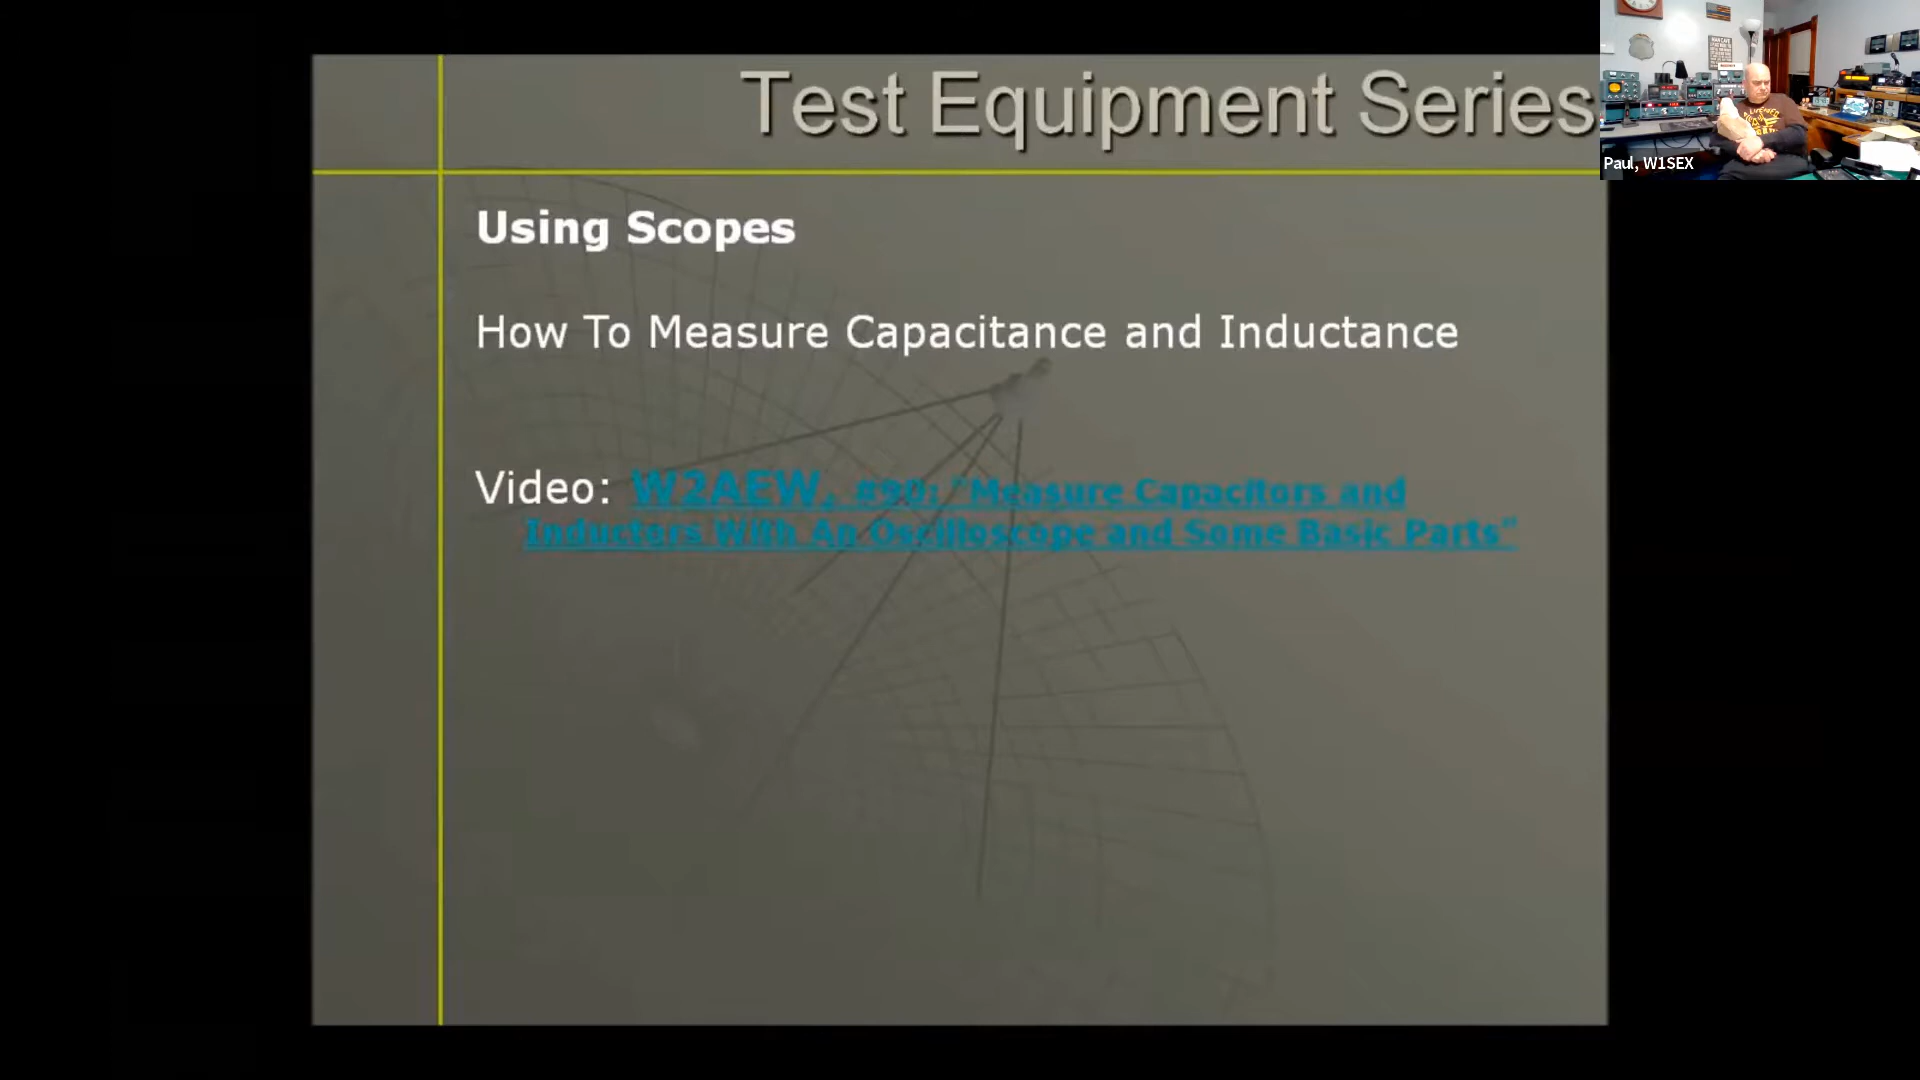 Test Equipment Series
Using Scopes
How To Measure Capacitance and Inductance
Video: W2AEW, #90: "Measure Capacitors and
Inductors With An Oscilloscope and Some Basic Parts"
Paul, W1SEX